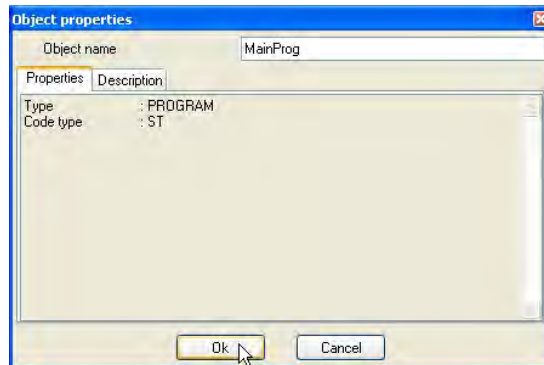 Object properties
Object name MainProg
Properties Description
Type : PROGRAM
Code type : ST
Ok Cancel